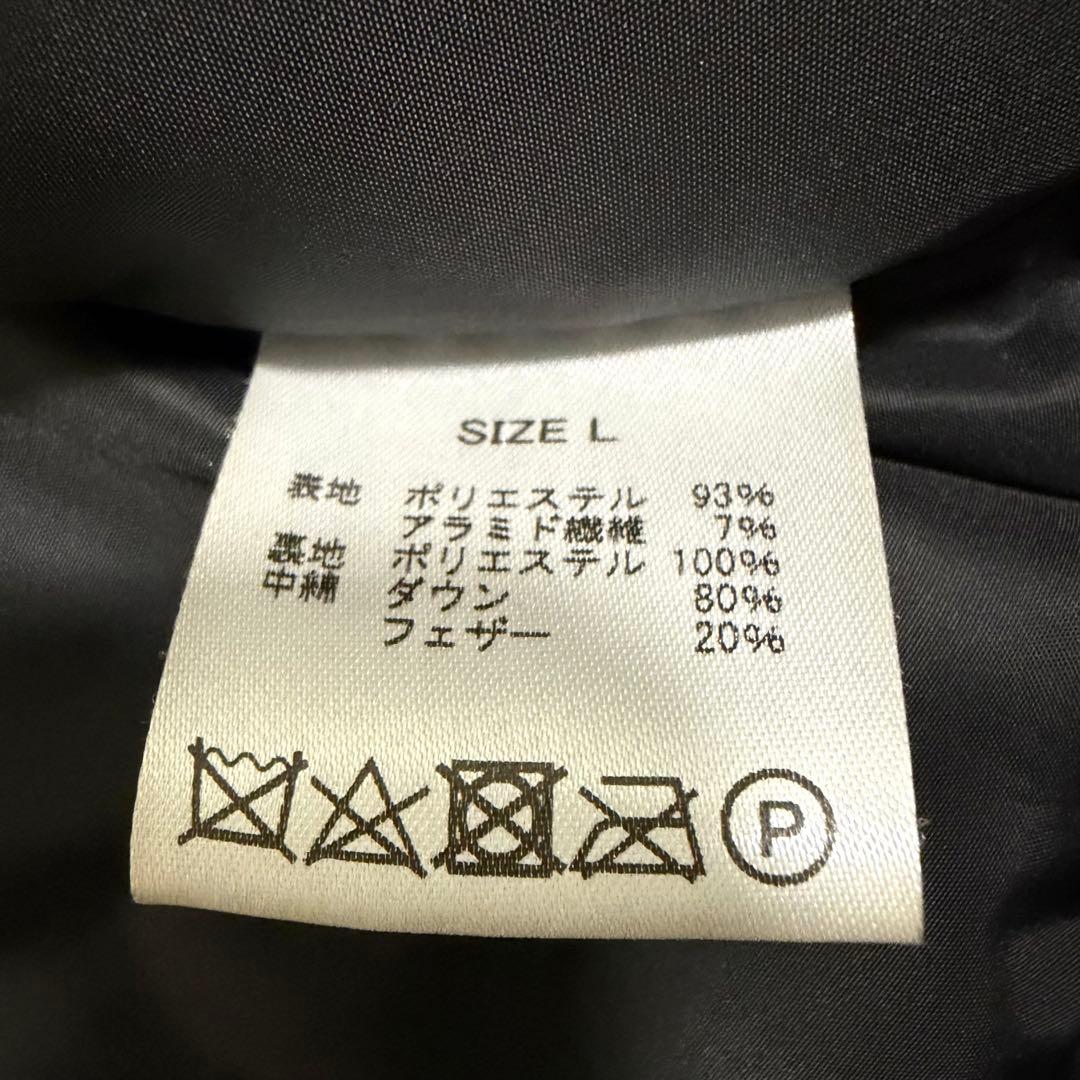 SIZE L
表地 ポリエステル 93%
アラミド繊維 7%
裏地 ポリエステル 100%
中綿 ダウン 80%
フェザー 20%
P